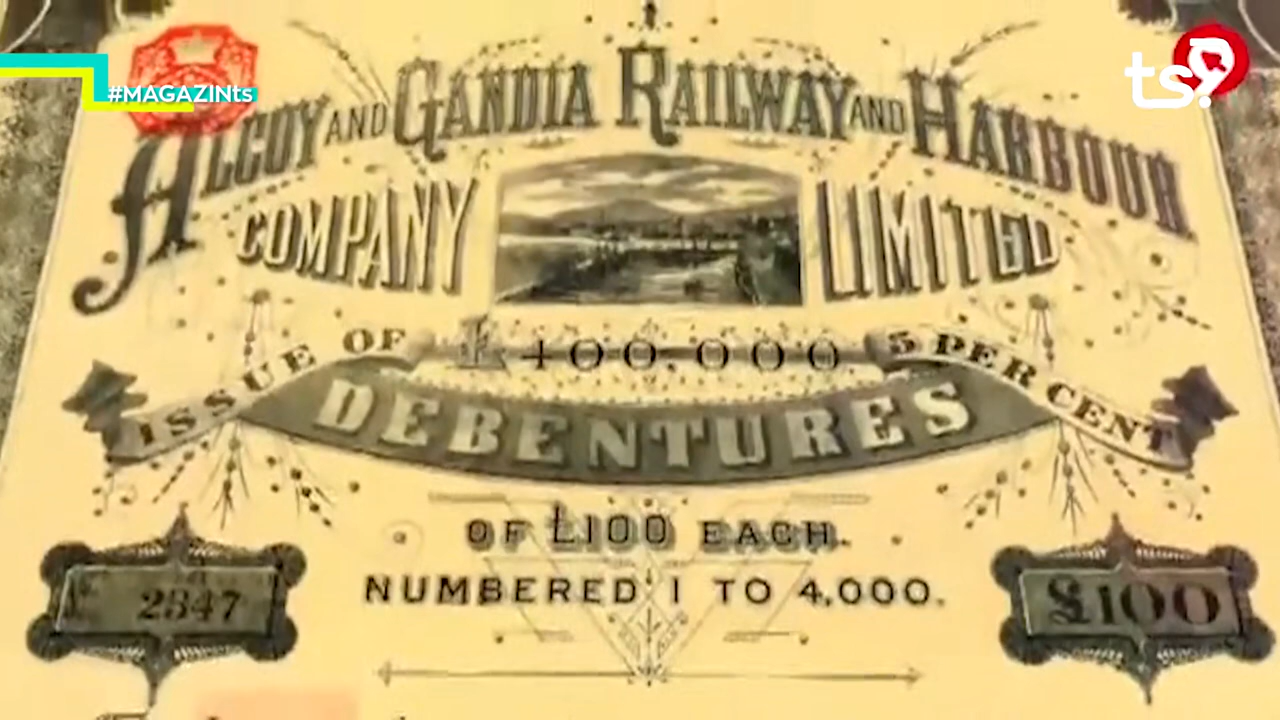 #MAGAZINts
ts
ALCOY AND GANDIA RAILWAY AND HARBOUR
COMPANY LIMITED
ISSUE OF £400,000 5 PER CENT
DEBENTURES
OF £100 EACH.
NUMBERED 1 TO 4,000.
2847
£100